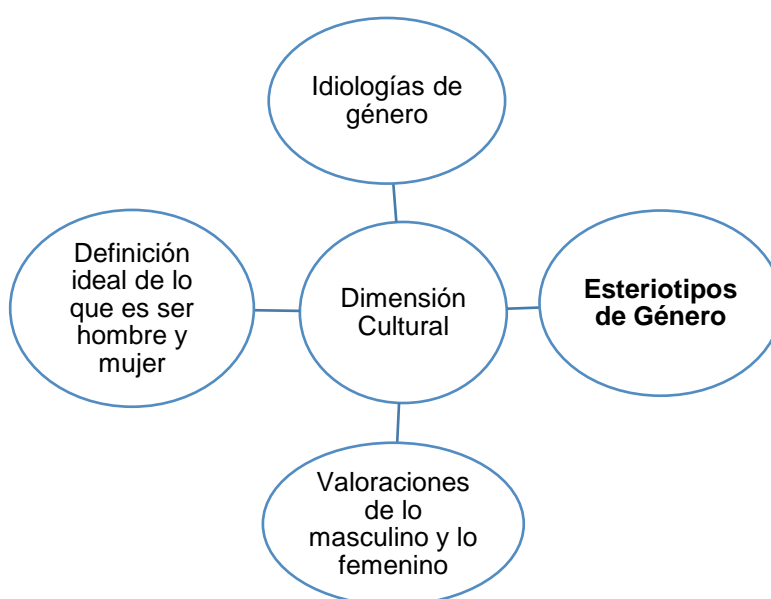 Idiologías de
género
Definición
ideal de lo
que es ser
hombre y
mujer
Dimensión
Cultural
Esteriotipos
de Género
Valoraciones
de lo
masculino y lo
femenino